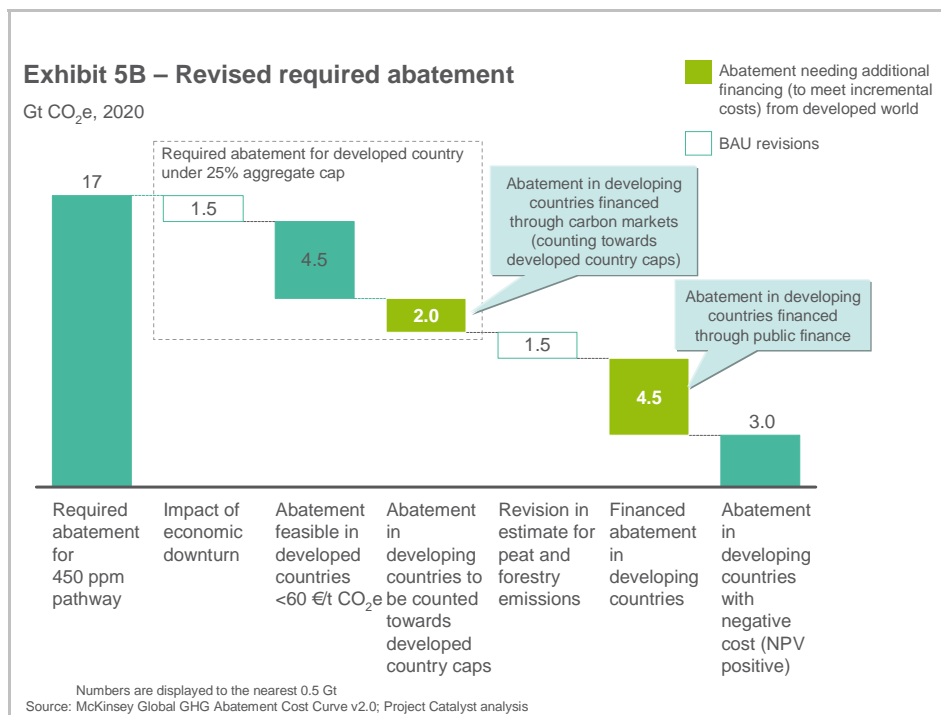 Exhibit 5B – Revised required abatement
Gt CO₂e, 2020
Abatement needing additional
financing (to meet incremental
costs) from developed world
BAU revisions
Required abatement for developed country
under 25% aggregate cap
Abatement in developing
countries financed
through carbon markets
(counting towards
developed country caps)
Abatement in developing
countries financed
through public finance
17
1.5
4.5
2.0
1.5
4.5
3.0
Required
abatement
for
450 ppm
pathway
Impact of
economic
downturn
Abatement
feasible in
developed
countries
<60 €/t CO₂e
Abatement
in
developing
countries to
be counted
towards
developed
country caps
Revision in
estimate for
peat and
forestry
emissions
Financed
abatement
in
developing
countries
Abatement
in
developing
countries
with
negative
cost (NPV
positive)
Numbers are displayed to the nearest 0.5 Gt
Source: McKinsey Global GHG Abatement Cost Curve v2.0; Project Catalyst analysis